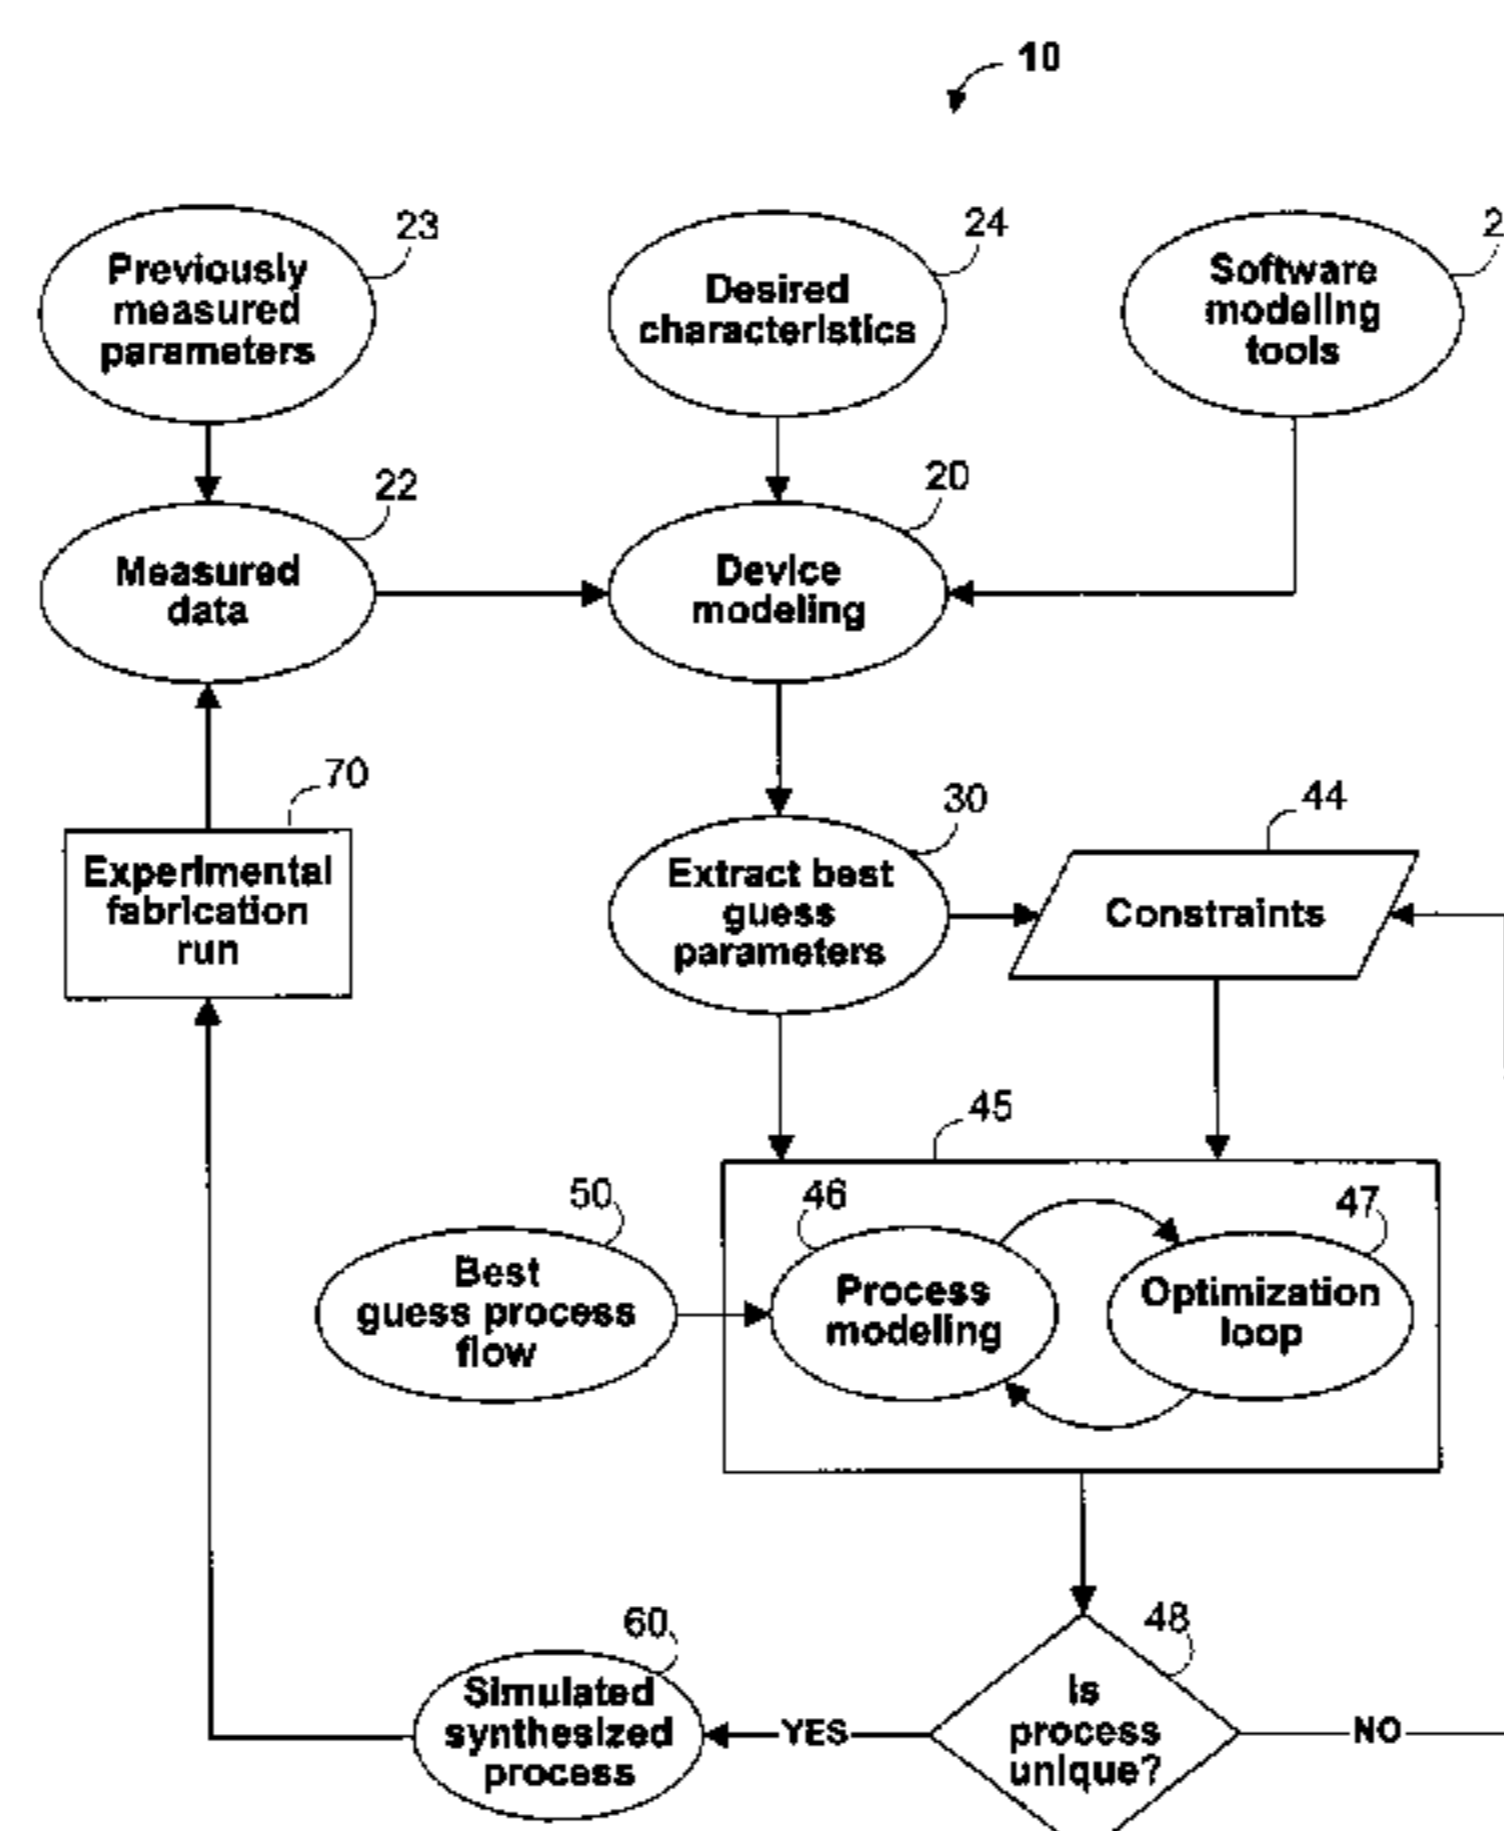 10
23
Previously
measured
parameters
24
Desired
characteristics
2
Software
modeling
tools
22
Measured
data
20
Device
modeling
70
Experimental
fabrication
run
30
Extract best
guess
parameters
44
Constraints
45
50
Best
guess process
flow
46
Process
modeling
47
Optimization
loop
60
Simulated
synthesized
process
YES
48
Is
process
unique?
NO